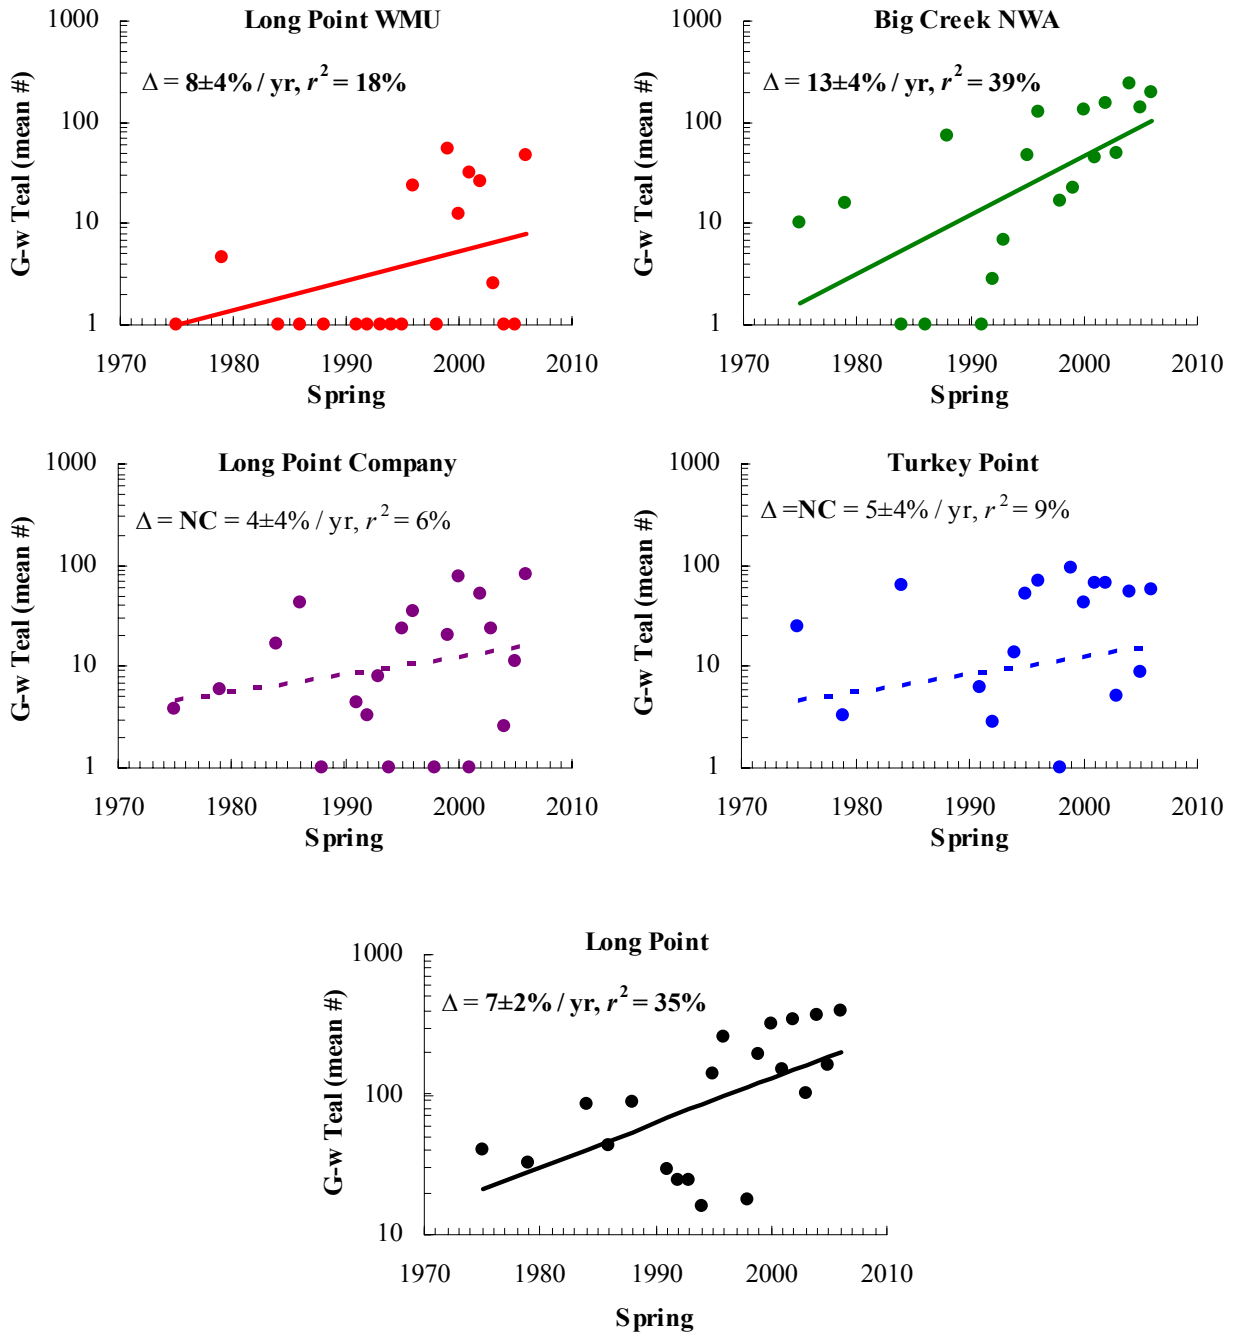 Long Point WMU
Δ = 8±4% / yr, r² = 18%
G-w Teal (mean #)
1000
100
10
1
1970 1980 1990 2000 2010
Spring
Big Creek NWA
Δ = 13±4% / yr, r² = 39%
G-w Teal (mean #)
1000
100
10
1
1970 1980 1990 2000 2010
Spring
Long Point Company
Δ = NC = 4±4% / yr, r² = 6%
G-w Teal (mean #)
1000
100
10
1
1970 1980 1990 2000 2010
Spring
Turkey Point
Δ =NC = 5±4% / yr, r² = 9%
G-w Teal (mean #)
1000
100
10
1
1970 1980 1990 2000 2010
Spring
Long Point
Δ = 7±2% / yr, r² = 35%
G-w Teal (mean #)
1000
100
10
1970 1980 1990 2000 2010
Spring